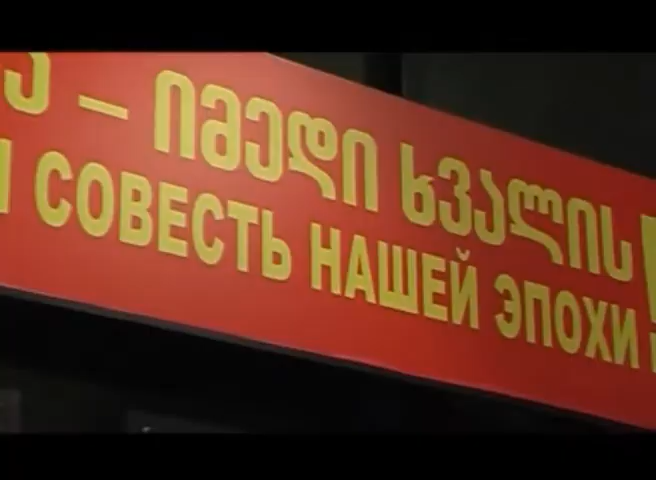 – იმედი ხვალის
СОВЕСТЬ НАШЕЙ ЭПОХИ